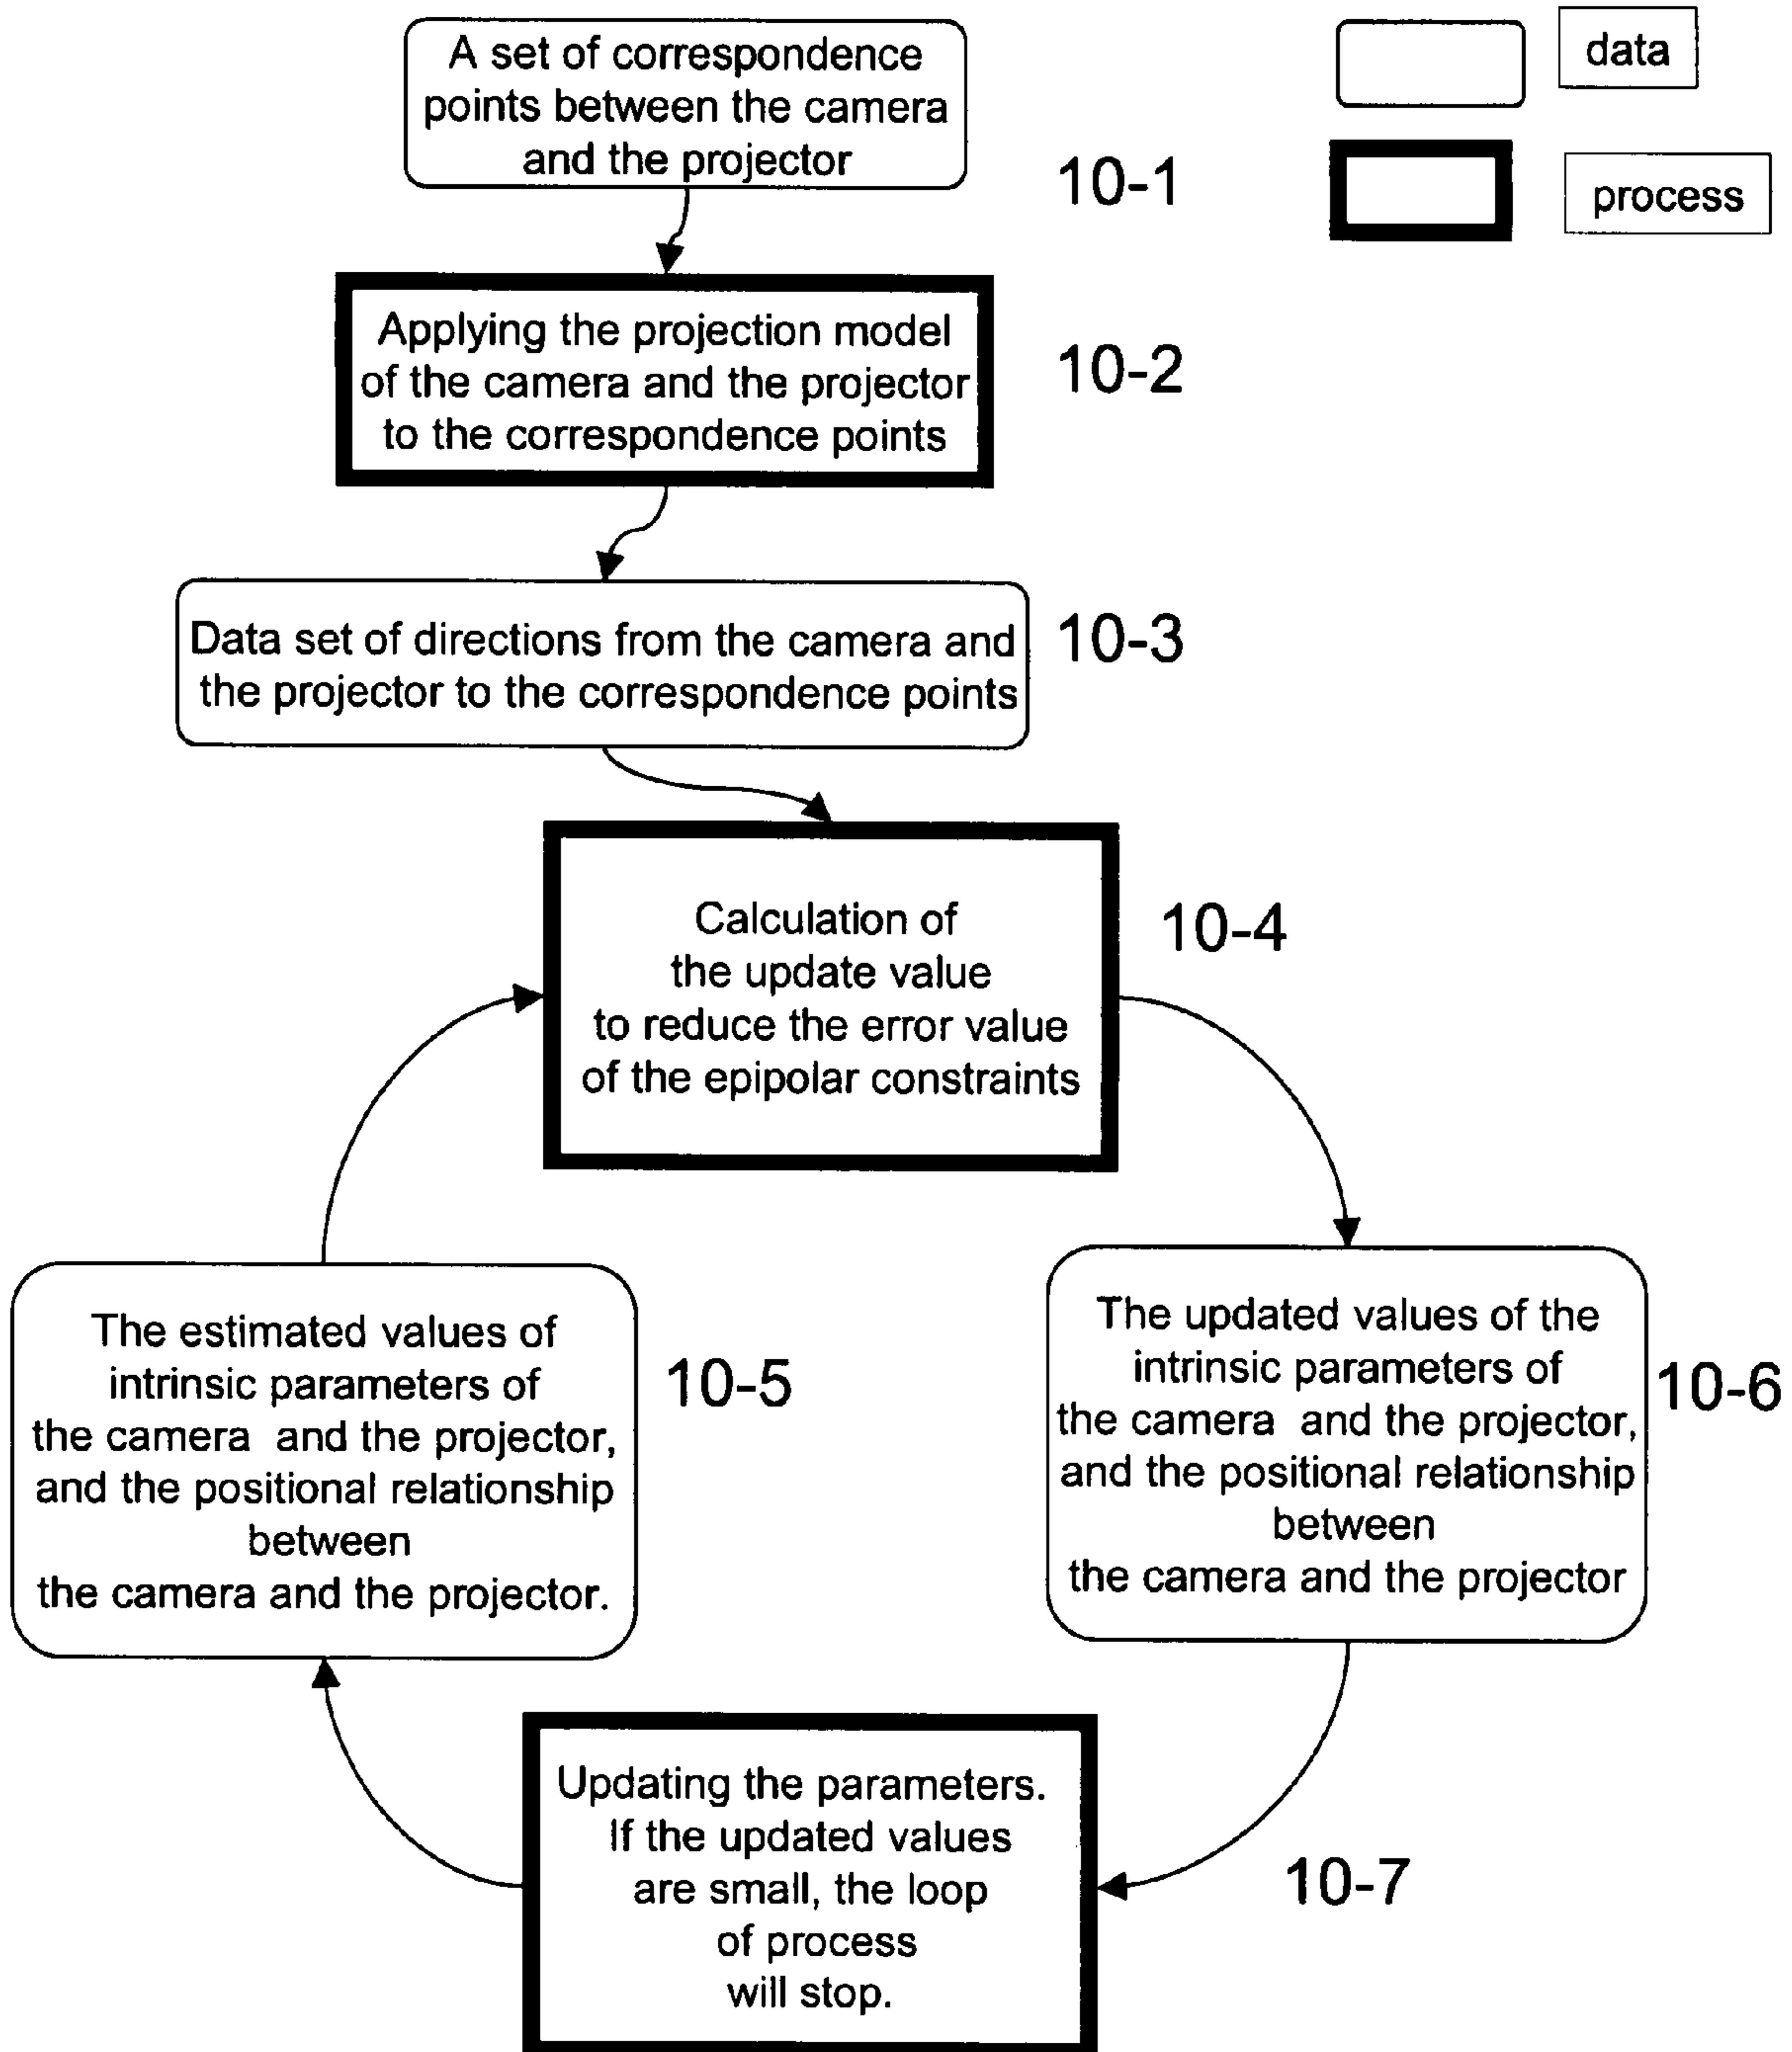 A set of correspondence
points between the camera
and the projector
10-1
data
process
Applying the projection model
of the camera and the projector
to the correspondence points
10-2
Data set of directions from the camera and
the projector to the correspondence points
10-3
Calculation of
the update value
to reduce the error value
of the epipolar constraints
10-4
The estimated values of
intrinsic parameters of
the camera and the projector,
and the positional relationship
between
the camera and the projector.
10-5
The updated values of the
intrinsic parameters of
the camera and the projector,
and the positional relationship
between
the camera and the projector
10-6
Updating the parameters.
If the updated values
are small, the loop
of process
will stop.
10-7